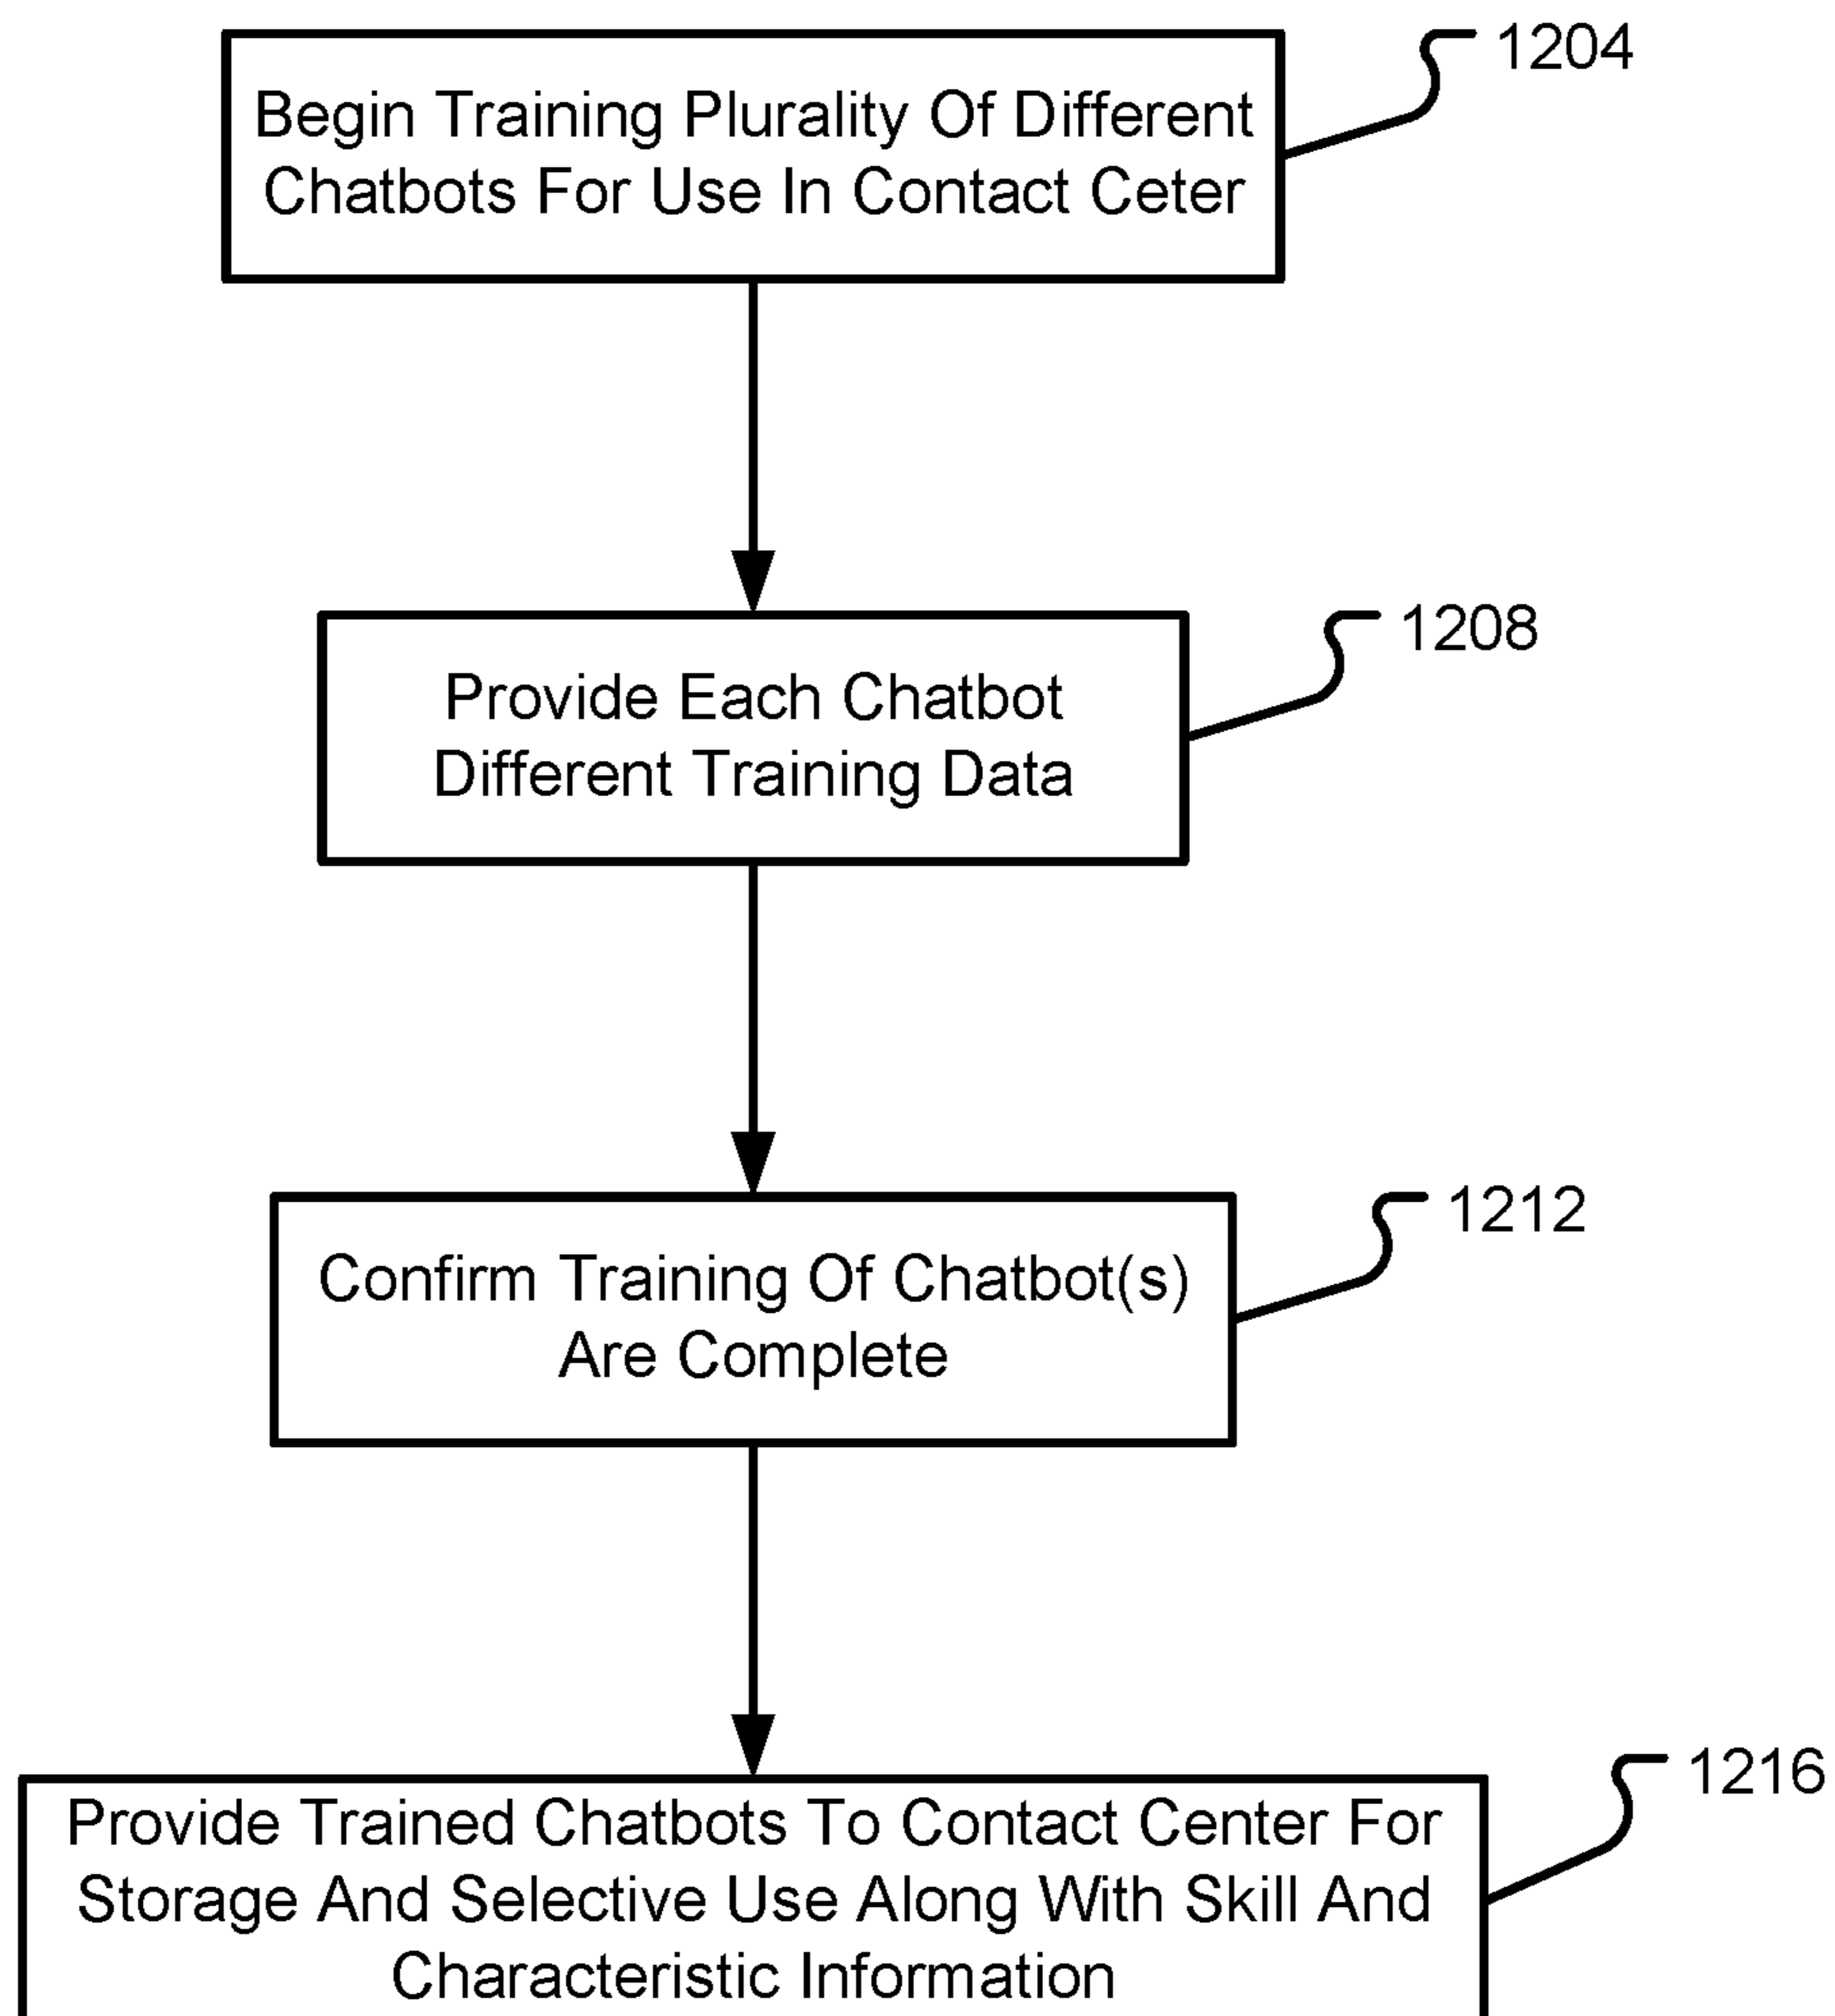 1204
Begin Training Plurality Of Different
Chatbots For Use In Contact Ceter
1208
Provide Each Chatbot
Different Training Data
1212
Confirm Training Of Chatbot(s)
Are Complete
1216
Provide Trained Chatbots To Contact Center For
Storage And Selective Use Along With Skill And
Characteristic Information